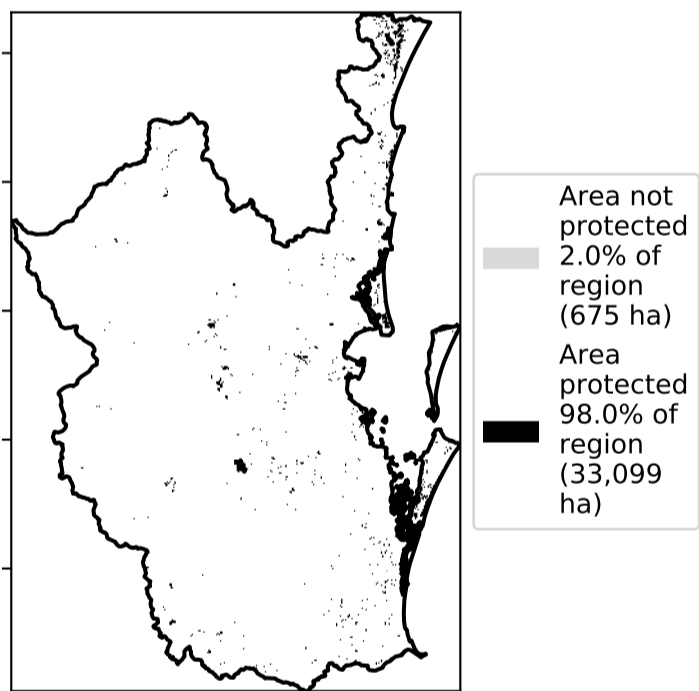 Area not
protected
2.0% of
region
(675 ha)
Area
protected
98.0% of
region
(33,099
ha)